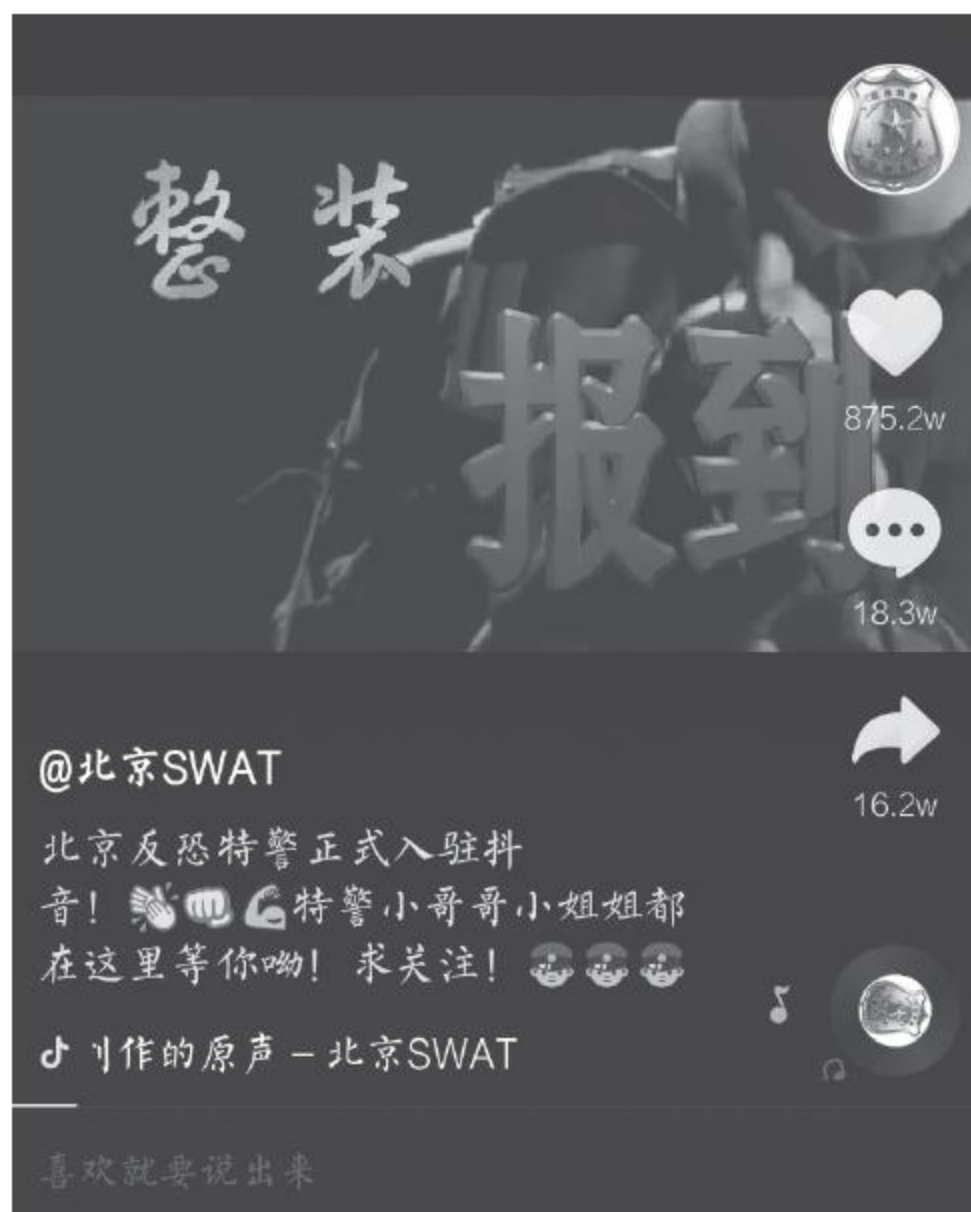 整 装
报到
875.2w
18.3w
16.2w
@北京SWAT
北京反恐特警正式入驻抖
音！👏👊💪特警小哥哥小姐姐都
在这里等你呦！求关注！👮👮👮
作的原声 – 北京SWAT
喜欢就要说出来